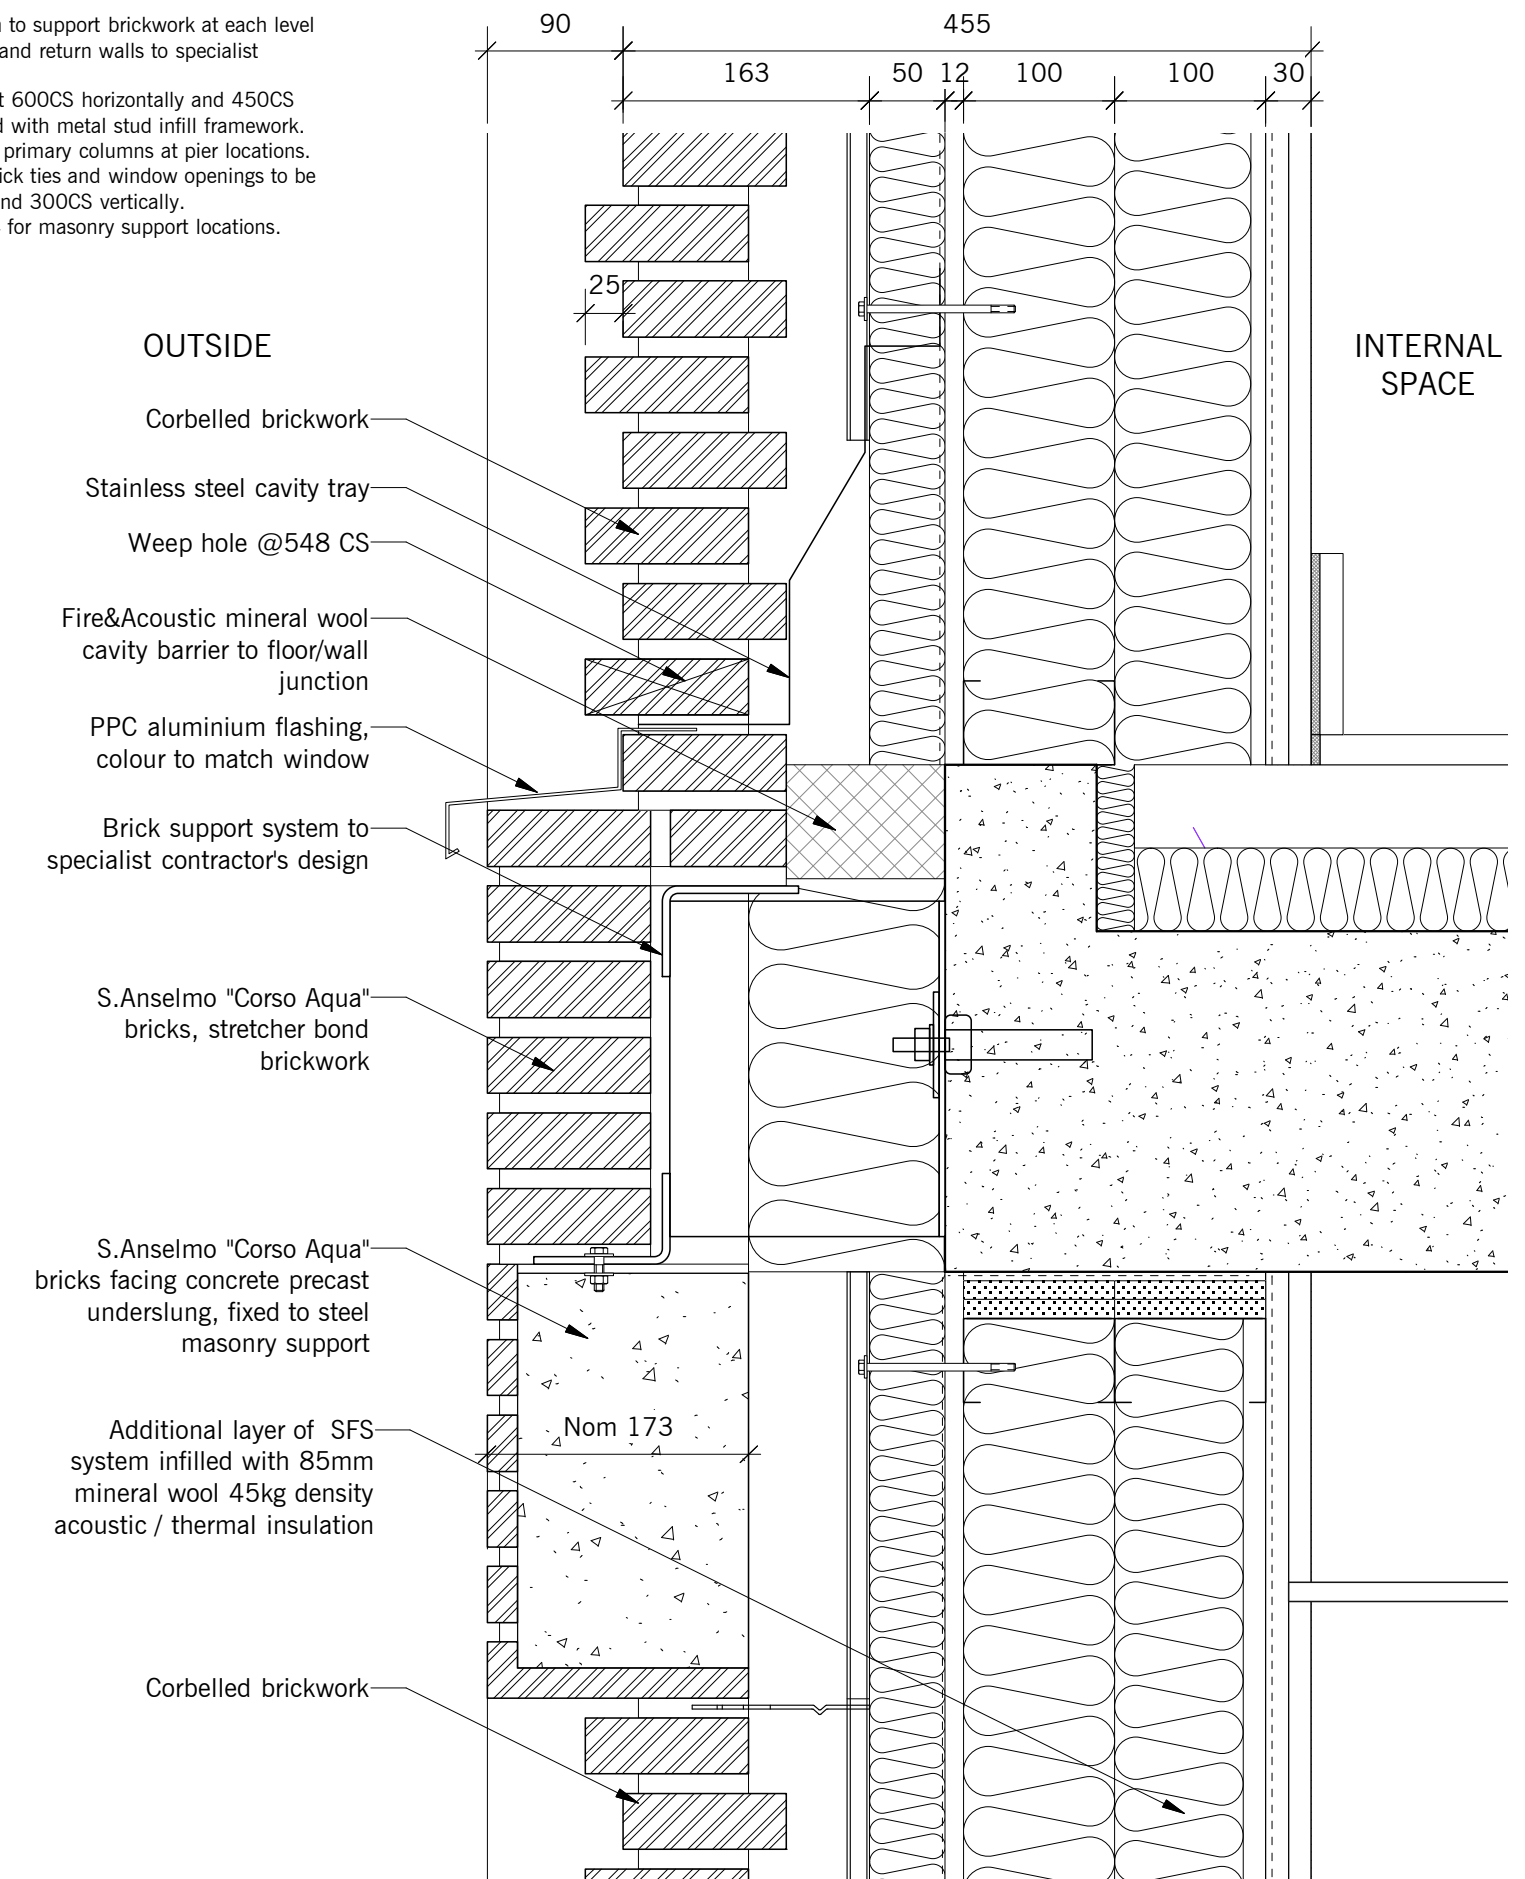 to support brickwork at each level
and return walls to specialist
600CS horizontally and 450CS
with metal stud infill framework.
primary columns at pier locations.
ties and window openings to be
300CS vertically.
for masonry support locations.
90
455
163
50
12
100
100
30
25
OUTSIDE
INTERNAL
SPACE
Corbelled brickwork
Stainless steel cavity tray
Weep hole @548 CS
Fire&Acoustic mineral wool
cavity barrier to floor/wall
junction
PPC aluminium flashing,
colour to match window
Brick support system to
specialist contractor's design
S.Anselmo "Corso Aqua"
bricks, stretcher bond
brickwork
S.Anselmo "Corso Aqua"
bricks facing concrete precast
underslung, fixed to steel
masonry support
Nom 173
Additional layer of SFS
system infilled with 85mm
mineral wool 45kg density
acoustic / thermal insulation
Corbelled brickwork